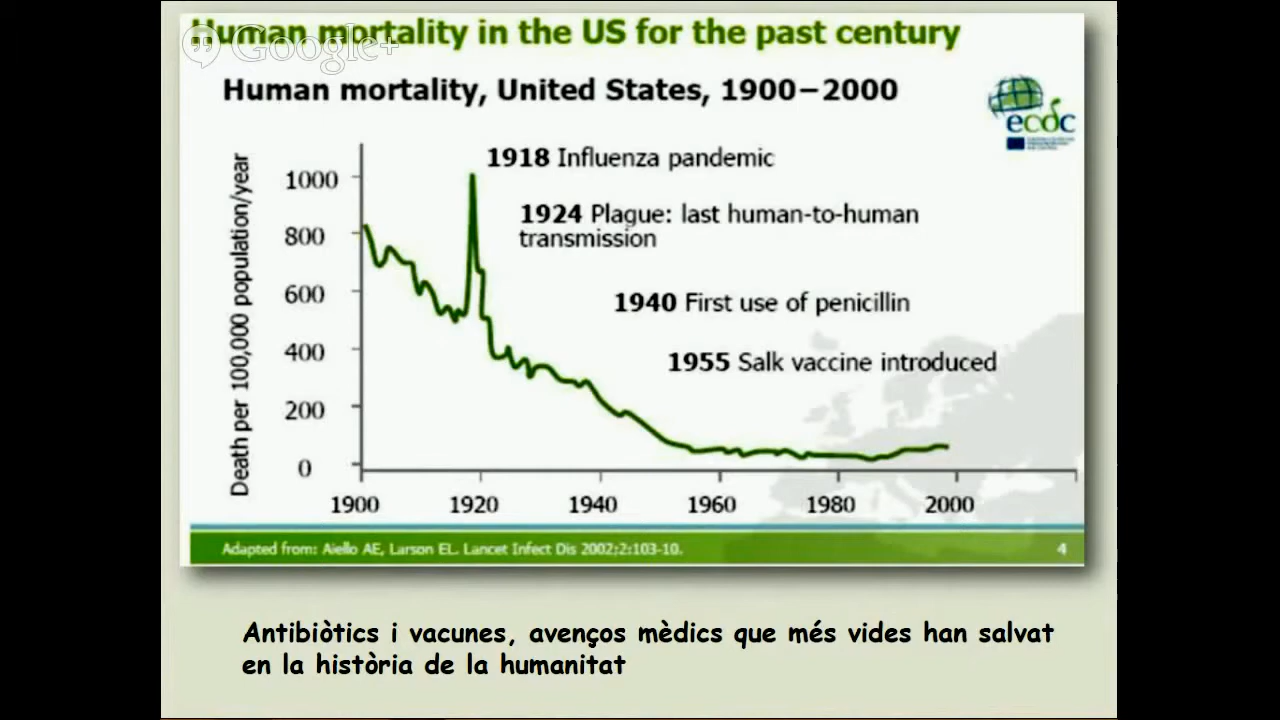 Human mortality in the US for the past century
Google+
Human mortality, United States, 1900–2000
ecdc
Death per 100,000 population/year
1000
800
600
400
200
0
1918 Influenza pandemic
1924 Plague: last human-to-human
transmission
1940 First use of penicillin
1955 Salk vaccine introduced
1900 1920 1940 1960 1980 2000
Adapted from: Aiello AE, Larson EL. Lancet Infect Dis 2002;2:103-10.
4
Antibiòtics i vacunes, avenços mèdics que més vides han salvat
en la història de la humanitat